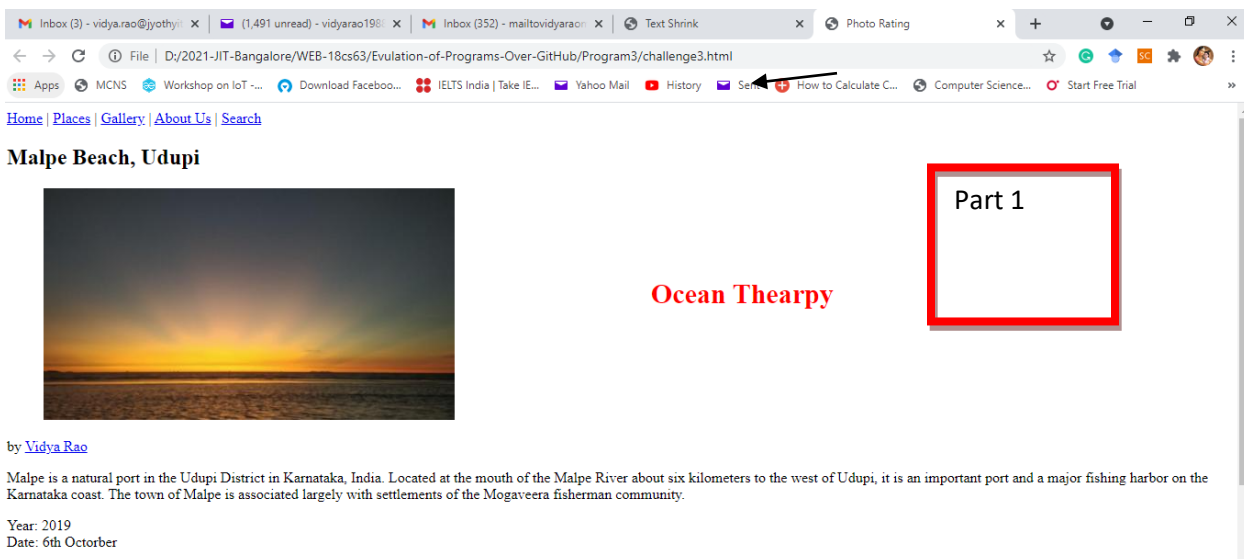 Inbox (3) - vidya.rao@jyothyit
(1,491 unread) - vidyarao1988
Inbox (352) - mailtovidyaraom
Text Shrink
Photo Rating
File | D:/2021-JIT-Bangalore/WEB-18cs63/Evulation-of-Programs-Over-GitHub/Program3/challenge3.html
Apps
MCNS
Workshop on IoT -...
Download Faceboo...
IELTS India | Take IE...
Yahoo Mail
History
Sent
How to Calculate C...
Computer Science...
Start Free Trial
Home | Places | Gallery | About Us | Search
Malpe Beach, Udupi
Part 1
Ocean Thearpy
by Vidya Rao
Malpe is a natural port in the Udupi District in Karnataka, India. Located at the mouth of the Malpe River about six kilometers to the west of Udupi, it is an important port and a major fishing harbor on the
Karnataka coast. The town of Malpe is associated largely with settlements of the Mogaveera fisherman community.
Year: 2019
Date: 6th Octorber